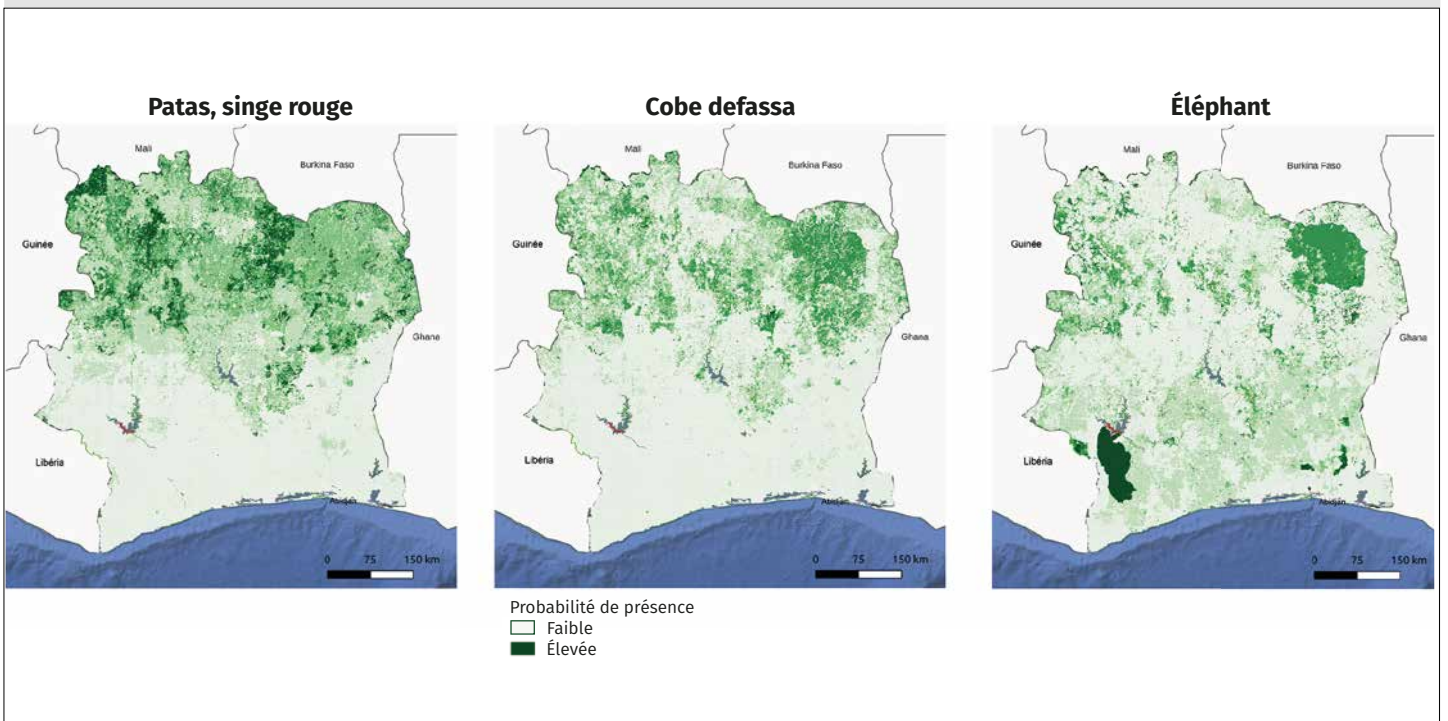 Patas, singe rouge
Mali
Burkina Faso
Guinée
Ghana
Libéria
Abidjan
0 75 150 km
Cobe defassa
Mali
Burkina Faso
Guinée
Ghana
Libéria
Abidjan
0 75 150 km
Éléphant
Mali
Burkina Faso
Guinée
Ghana
Libéria
Abidjan
0 75 150 km
Probabilité de présence
Faible
Élevée